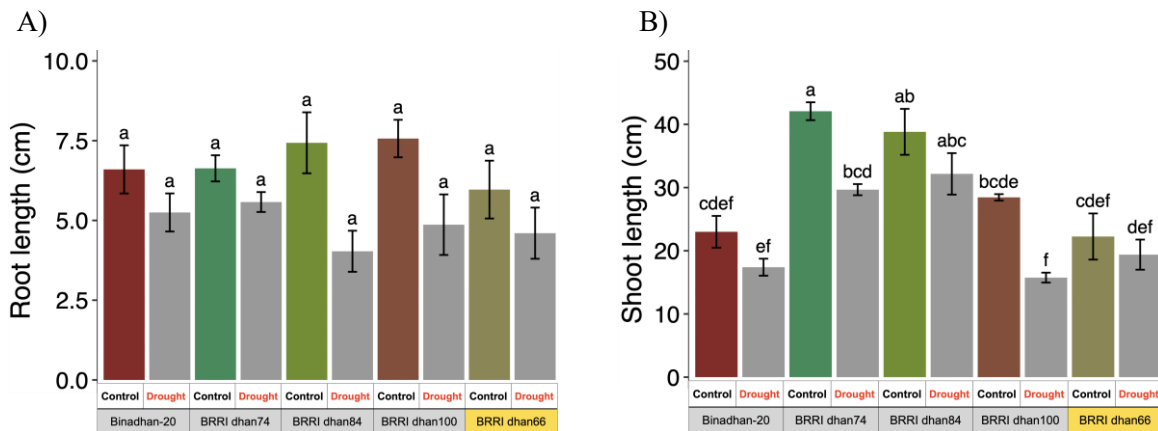 A)
10.0
7.5
5.0
2.5
0.0
Root length (cm)
a a a a a a a a a a
Control Drought Control Drought Control Drought Control Drought Control Drought
Binadhan-20 BRRI dhan74 BRRI dhan84 BRRI dhan100 BRRI dhan66
B)
50
40
30
20
10
0
Shoot length (cm)
cdef ef a bcd ab abc bcde f cdef def
Control Drought Control Drought Control Drought Control Drought Control Drought
Binadhan-20 BRRI dhan74 BRRI dhan84 BRRI dhan100 BRRI dhan66